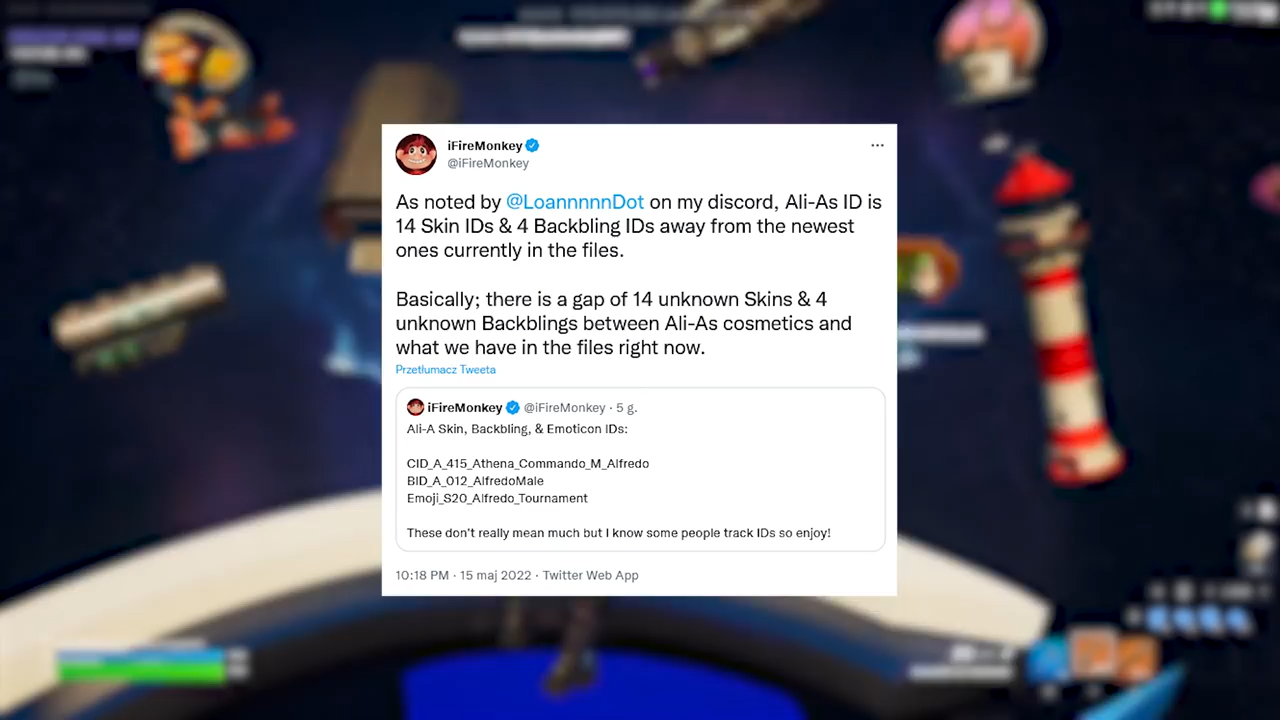 iFireMonkey
@iFireMonkey
As noted by @LoannnnnDot on my discord, Ali-As ID is
14 Skin IDs & 4 Backbling IDs away from the newest
ones currently in the files.
Basically; there is a gap of 14 unknown Skins & 4
unknown Backblings between Ali-As cosmetics and
what we have in the files right now.
Przetłumacz Tweeta
iFireMonkey @iFireMonkey · 5 g.
Ali-A Skin, Backbling, & Emoticon IDs:
CID_A_415_Athena_Commando_M_Alfredo
BID_A_012_AlfredoMale
Emoji_S20_Alfredo_Tournament
These don't really mean much but I know some people track IDs so enjoy!
10:18 PM · 15 maj 2022 · Twitter Web App